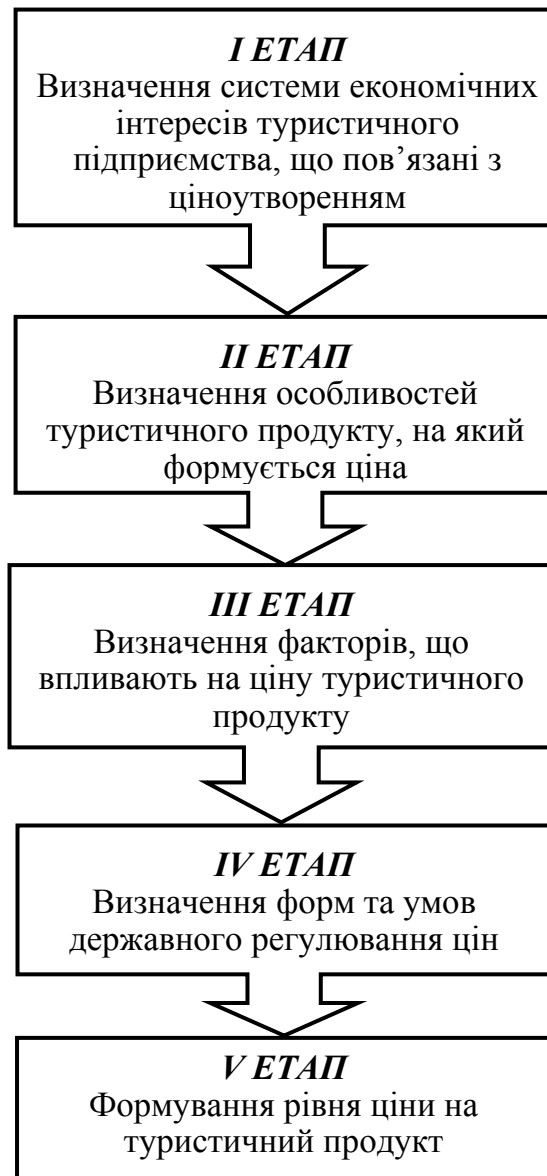 I ЕТАП
Визначення системи економічних
інтересів туристичного
підприємства, що пов’язані з
ціноутворенням
II ЕТАП
Визначення особливостей
туристичного продукту, на який
формується ціна
III ЕТАП
Визначення факторів, що
впливають на ціну туристичного
продукту
IV ЕТАП
Визначення форм та умов
державного регулювання цін
V ЕТАП
Формування рівня ціни на
туристичний продукт